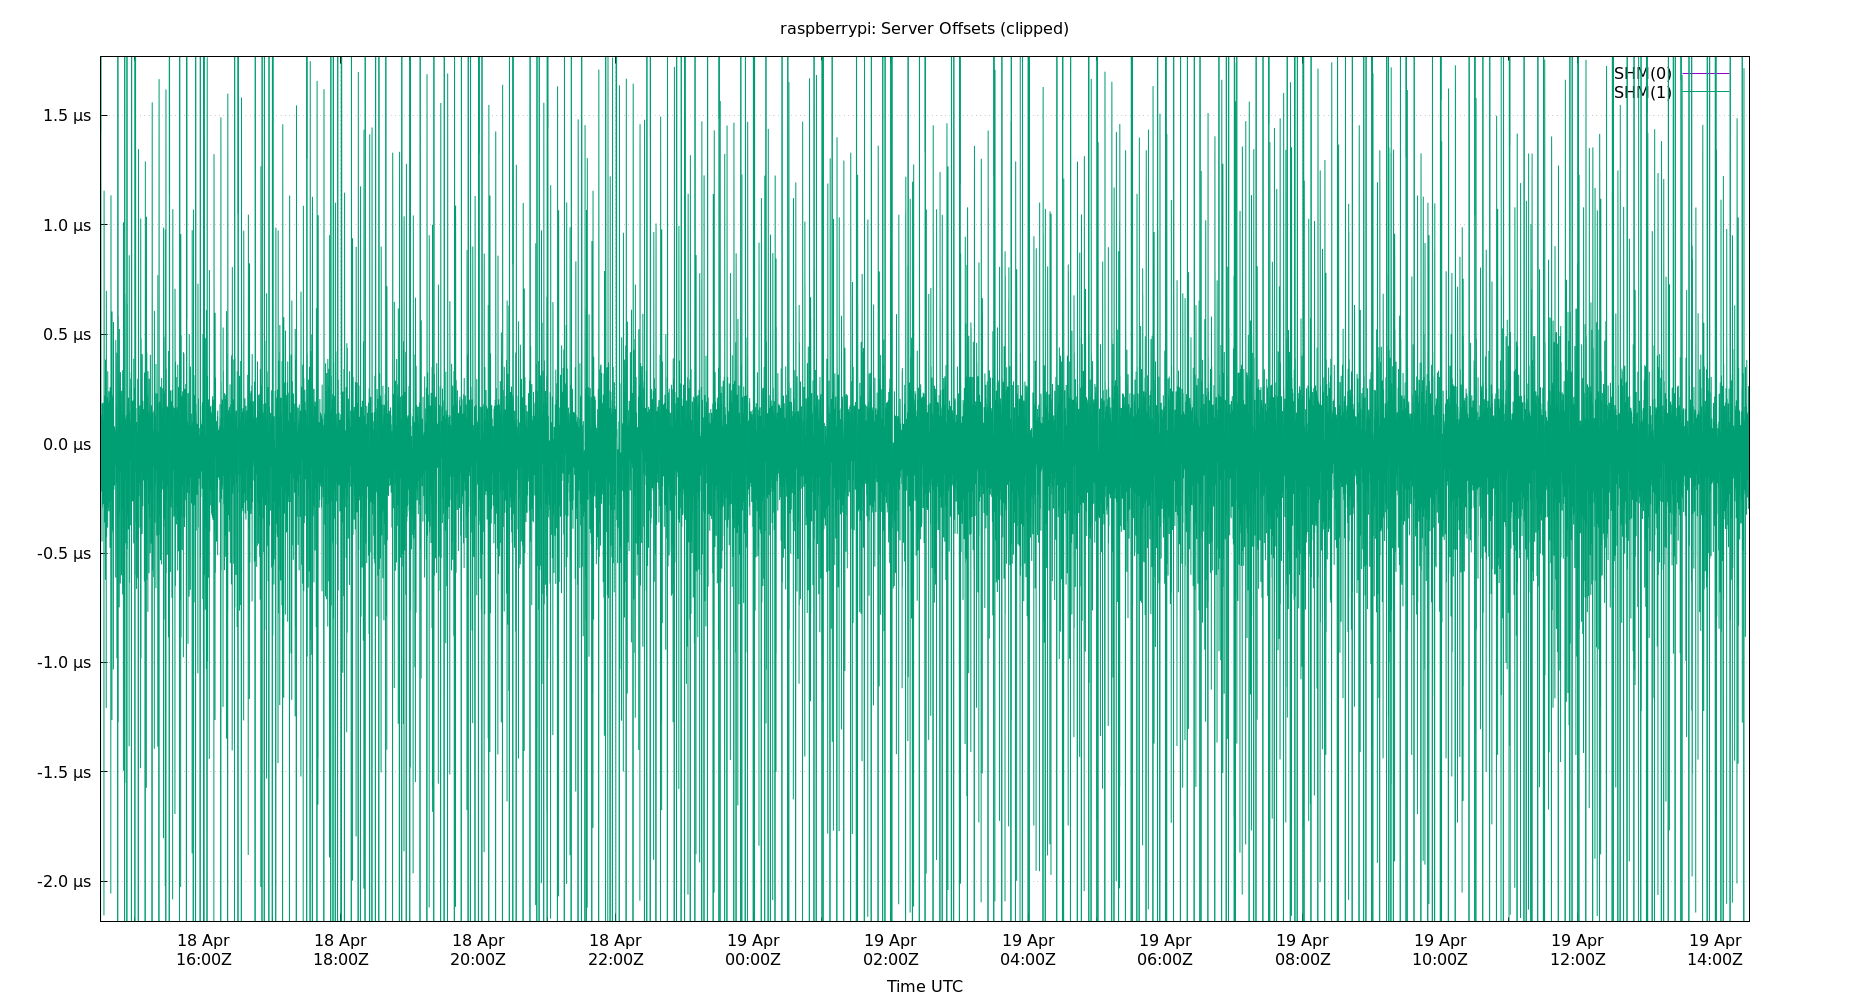 raspberrypi: Server Offsets (clipped)
SHM(0)
SHM(1)
1.5 µs
1.0 µs
0.5 µs
0.0 µs
-0.5 µs
-1.0 µs
-1.5 µs
-2.0 µs
18 Apr 18 Apr 18 Apr 18 Apr 19 Apr 19 Apr 19 Apr 19 Apr 19 Apr 19 Apr 19 Apr 19 Apr
16:00Z 18:00Z 20:00Z 22:00Z 00:00Z 02:00Z 04:00Z 06:00Z 08:00Z 10:00Z 12:00Z 14:00Z
Time UTC